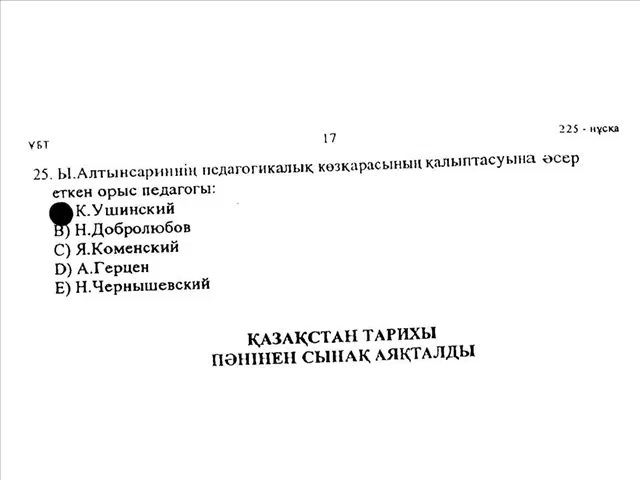 ҰБТ
17
225 - нұсқа
25. Ы.Алтынсариннің педагогикалық көзқарасының қалыптасуына әсер
еткен орыс педагогы:
К.Ушинский
B) Н.Добролюбов
C) Я.Коменский
D) А.Герцен
E) Н.Чернышевский
ҚАЗАҚСТАН ТАРИХЫ
ПӘНІНЕН СЫНАҚ АЯҚТАЛДЫ